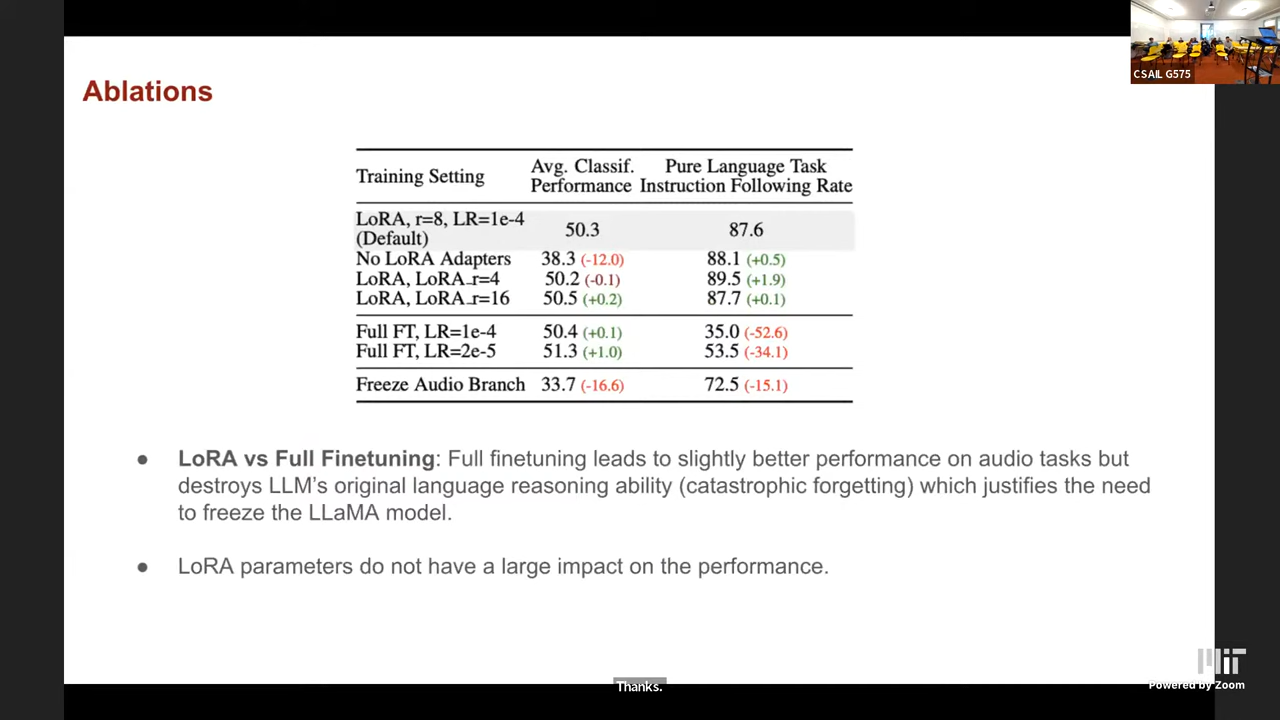 CSAIL G575
Ablations
Training Setting Avg. Classif. Performance Pure Language Task Instruction Following Rate
LoRA, r=8, LR=1e-4 (Default) 50.3 87.6
No LoRA Adapters 38.3 (-12.0) 88.1 (+0.5)
LoRA, LoRA_r=4 50.2 (-0.1) 89.5 (+1.9)
LoRA, LoRA_r=16 50.5 (+0.2) 87.7 (+0.1)
Full FT, LR=1e-4 50.4 (+0.1) 35.0 (-52.6)
Full FT, LR=2e-5 51.3 (+1.0) 53.5 (-34.1)
Freeze Audio Branch 33.7 (-16.6) 72.5 (-15.1)
● LoRA vs Full Finetuning: Full finetuning leads to slightly better performance on audio tasks but
destroys LLM's original language reasoning ability (catastrophic forgetting) which justifies the need
to freeze the LLaMA model.
● LoRA parameters do not have a large impact on the performance.
MIT
Powered by Zoom
Thanks.